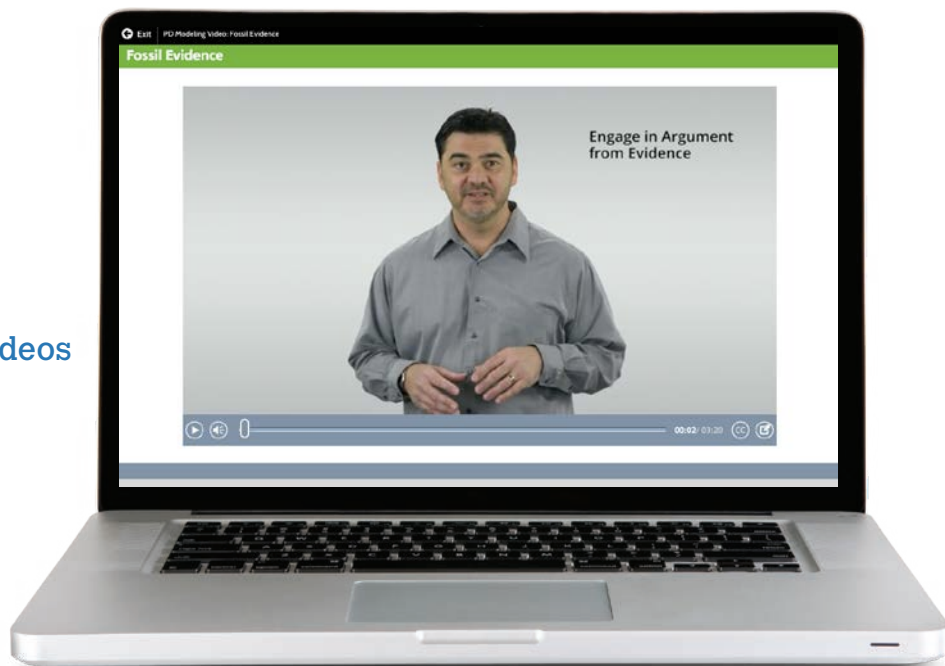 Exit PD Modeling Video: Fossil Evidence
Fossil Evidence
Engage in Argument
from Evidence
deos
00:02/ 03:20 CC